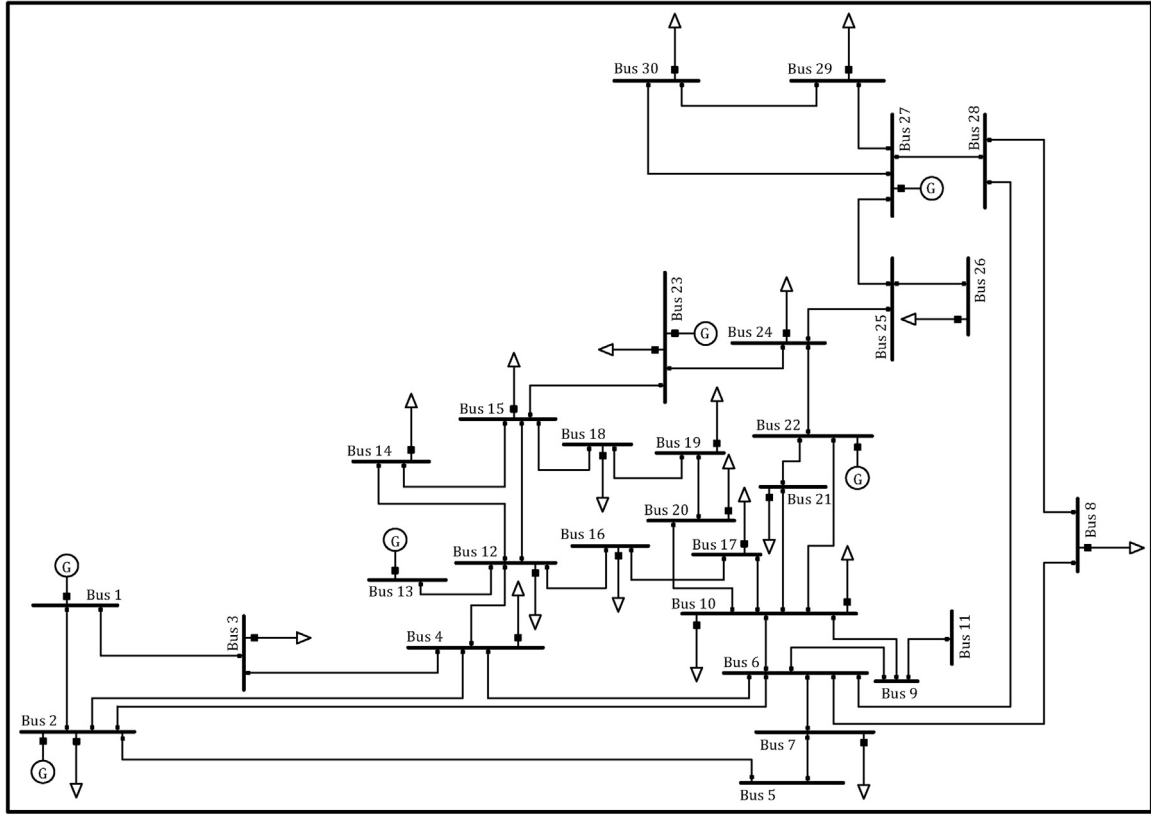 Bus 30
Bus 29
Bus 27
Bus 28
G
Bus 23
Bus 26
Bus 25
G
Bus 24
Bus 15
Bus 18
Bus 19
Bus 22
Bus 14
G
Bus 21
Bus 20
Bus 8
Bus 16
Bus 17
G
Bus 12
Bus 13
G
Bus 1
Bus 10
Bus 3
Bus 4
Bus 11
Bus 6
Bus 9
Bus 2
Bus 7
G
Bus 5